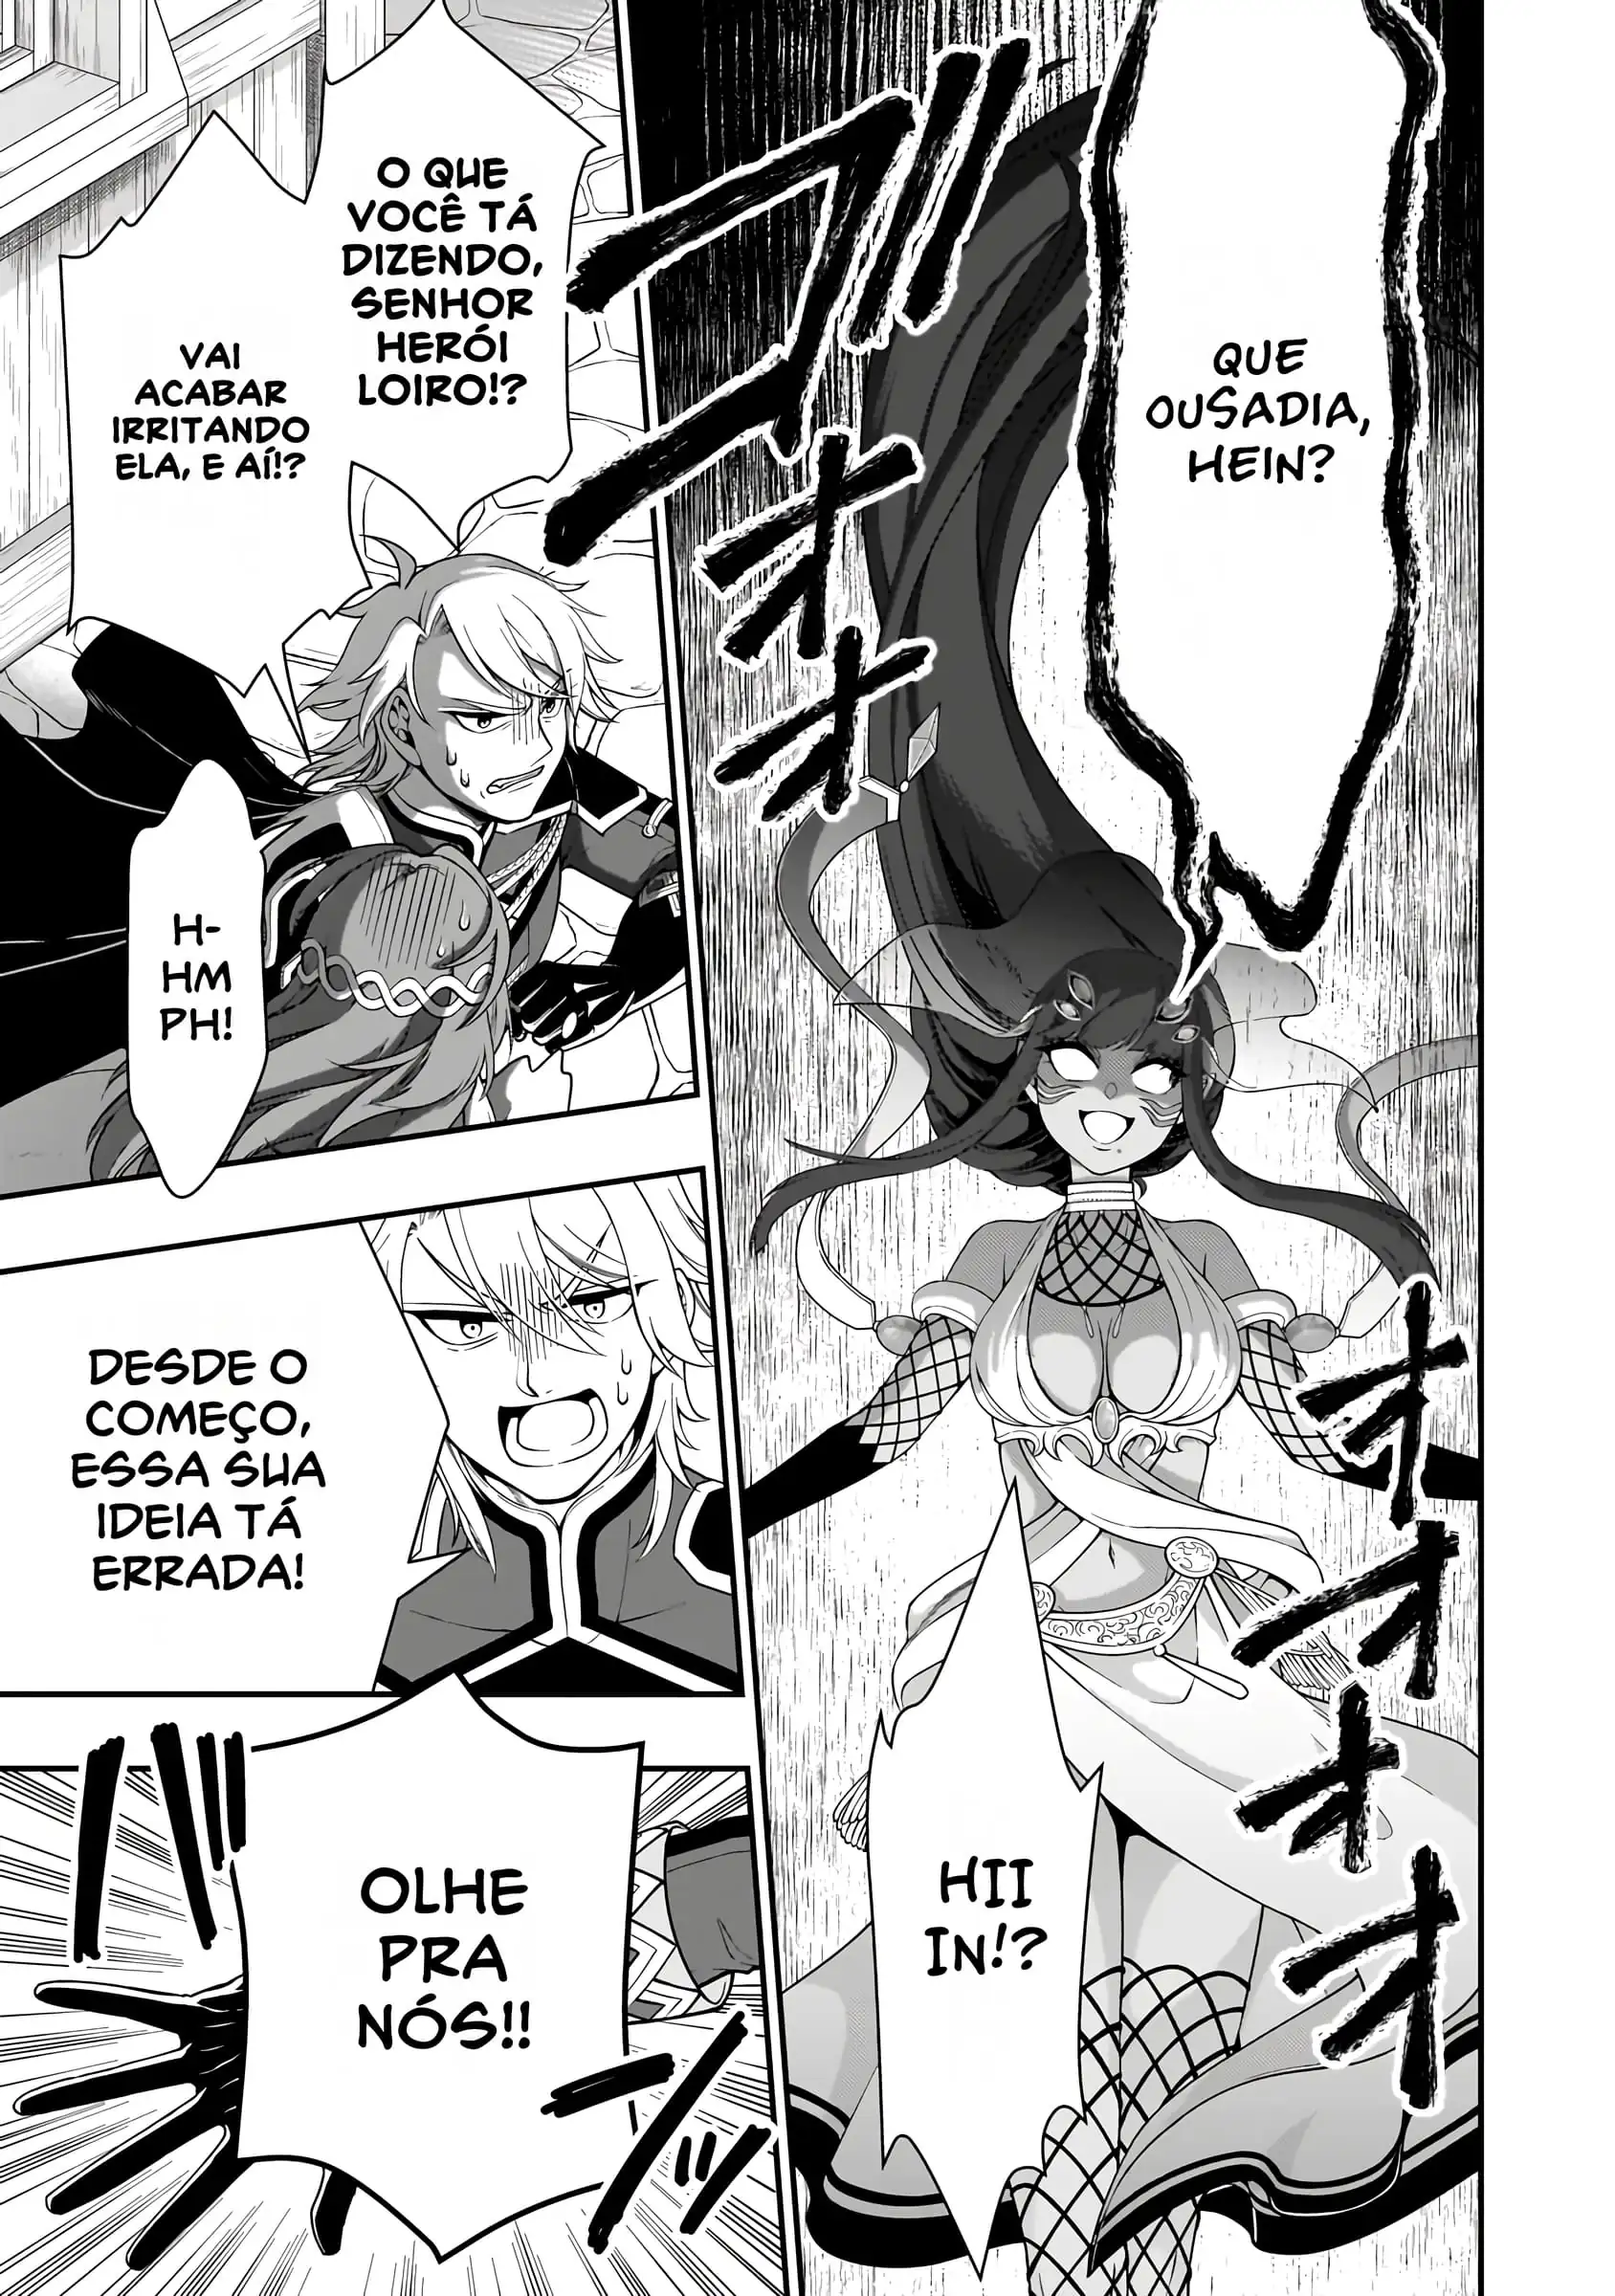 QUE
OUSADIA,
HEIN?
ゴオオオオオオ
HII
IN!?
O QUE
VOCÊ TÁ
DIZENDO,
SENHOR
HERÓI
LOIRO!?
VAI
ACABAR
IRRITANDO
ELA, E AÍ!?
H-
HM
PH!
DESDE O
COMEÇO,
ESSA SUA
IDEIA TÁ
ERRADA!
OLHE
PRA
NÓS!!